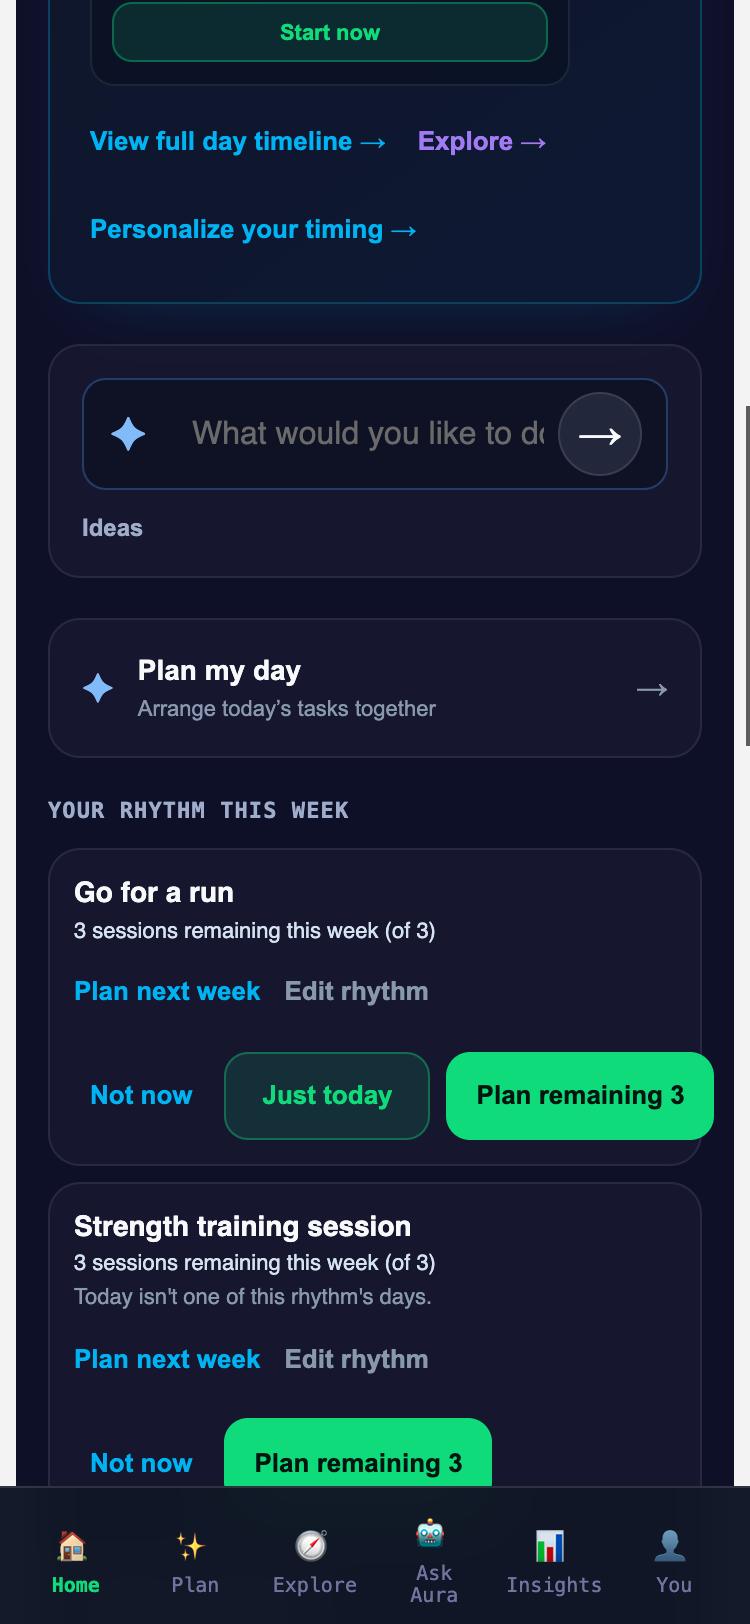 Start now
View full day timeline → Explore →
Personalize your timing →
What would you like to do
Ideas
Plan my day
Arrange today's tasks together
YOUR RHYTHM THIS WEEK
Go for a run
3 sessions remaining this week (of 3)
Plan next week Edit rhythm
Not now Just today Plan remaining 3
Strength training session
3 sessions remaining this week (of 3)
Today isn't one of this rhythm's days.
Plan next week Edit rhythm
Not now Plan remaining 3
Home Plan Explore Ask Aura Insights You